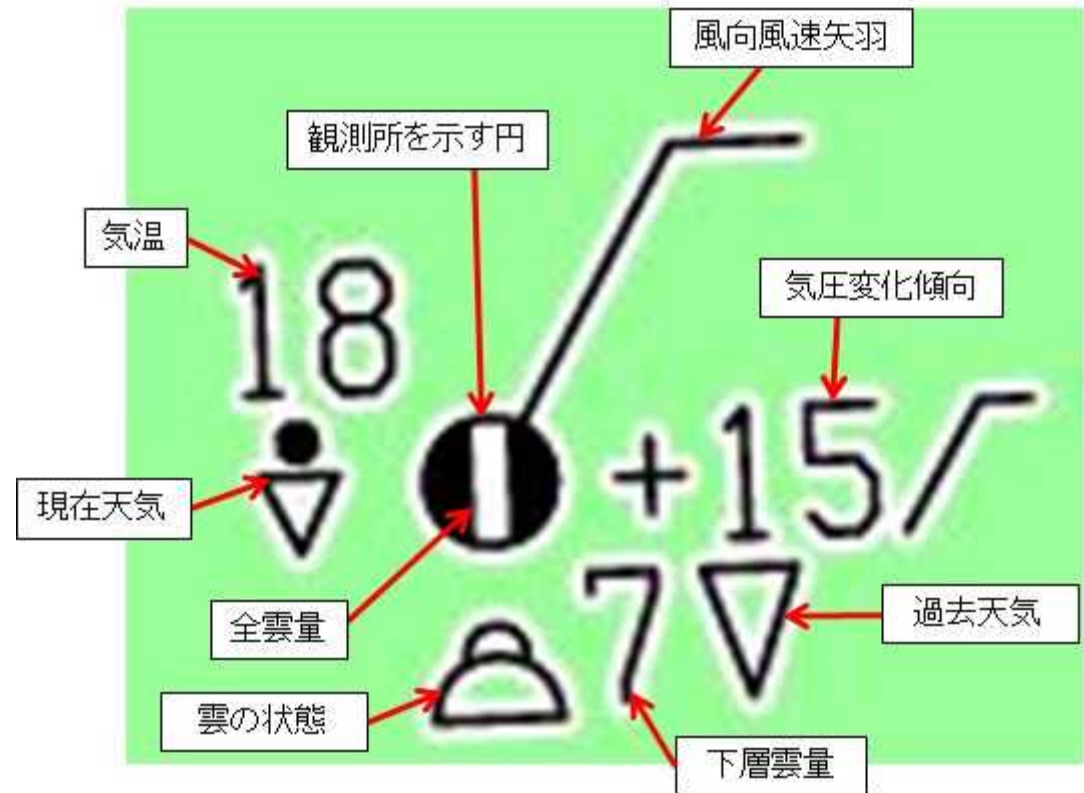 風向風速矢羽
観測所を示す円
気温
18
気圧変化傾向
+15
現在天気
7
全雲量
過去天気
雲の状態
下層雲量